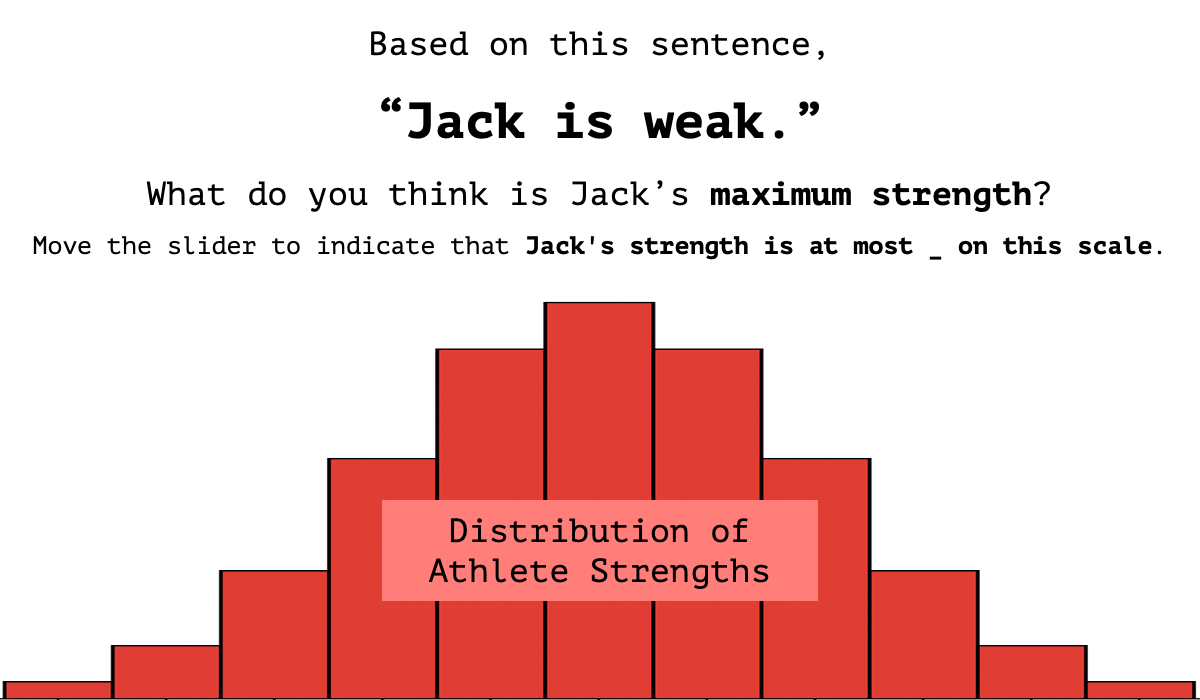 Based on this sentence,
“Jack is weak.”
What do you think is Jack’s maximum strength?
Move the slider to indicate that Jack's strength is at most _ on this scale.
Distribution of
Athlete Strengths